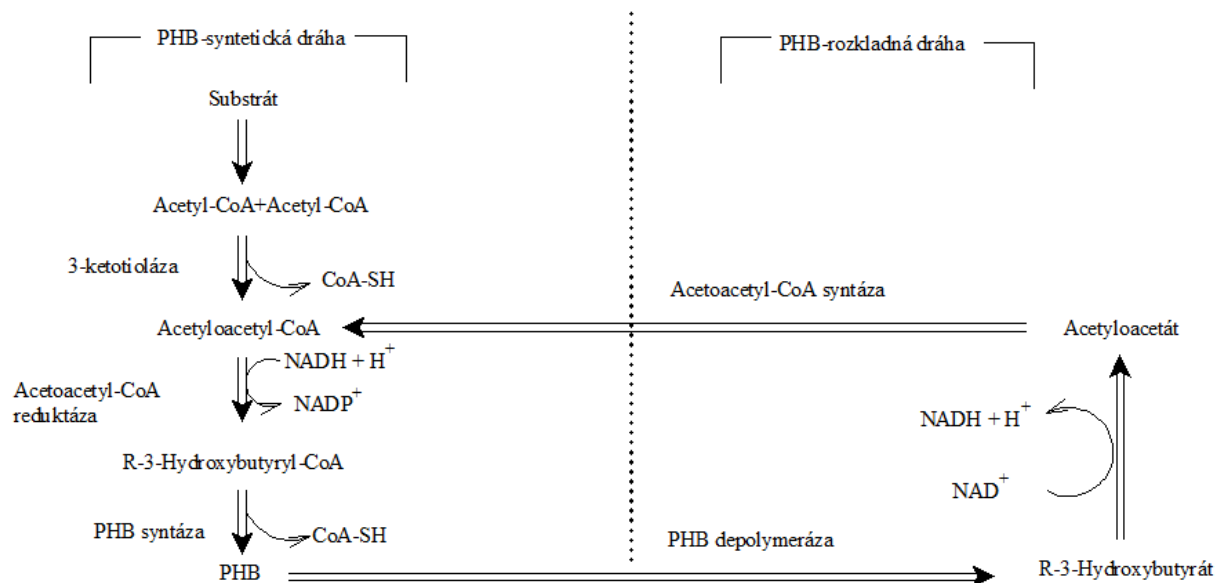 PHB-syntetická dráha
PHB-rozkladná dráha
Substrát
Acetyl-CoA+Acetyl-CoA
3-ketotioláza
CoA-SH
Acetoacetyl-CoA syntáza
Acetyloacetyl-CoA
Acetyloacetát
NADH + H+
Acetoacetyl-CoA
reduktáza
NADP+
NADH + H+
R-3-Hydroxybutyryl-CoA
NAD+
PHB syntáza
CoA-SH
PHB depolymeráza
PHB
R-3-Hydroxybutyrát